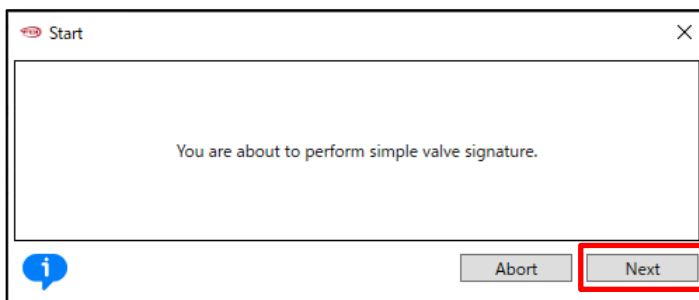 Start
You are about to perform simple valve signature.
Abort
Next